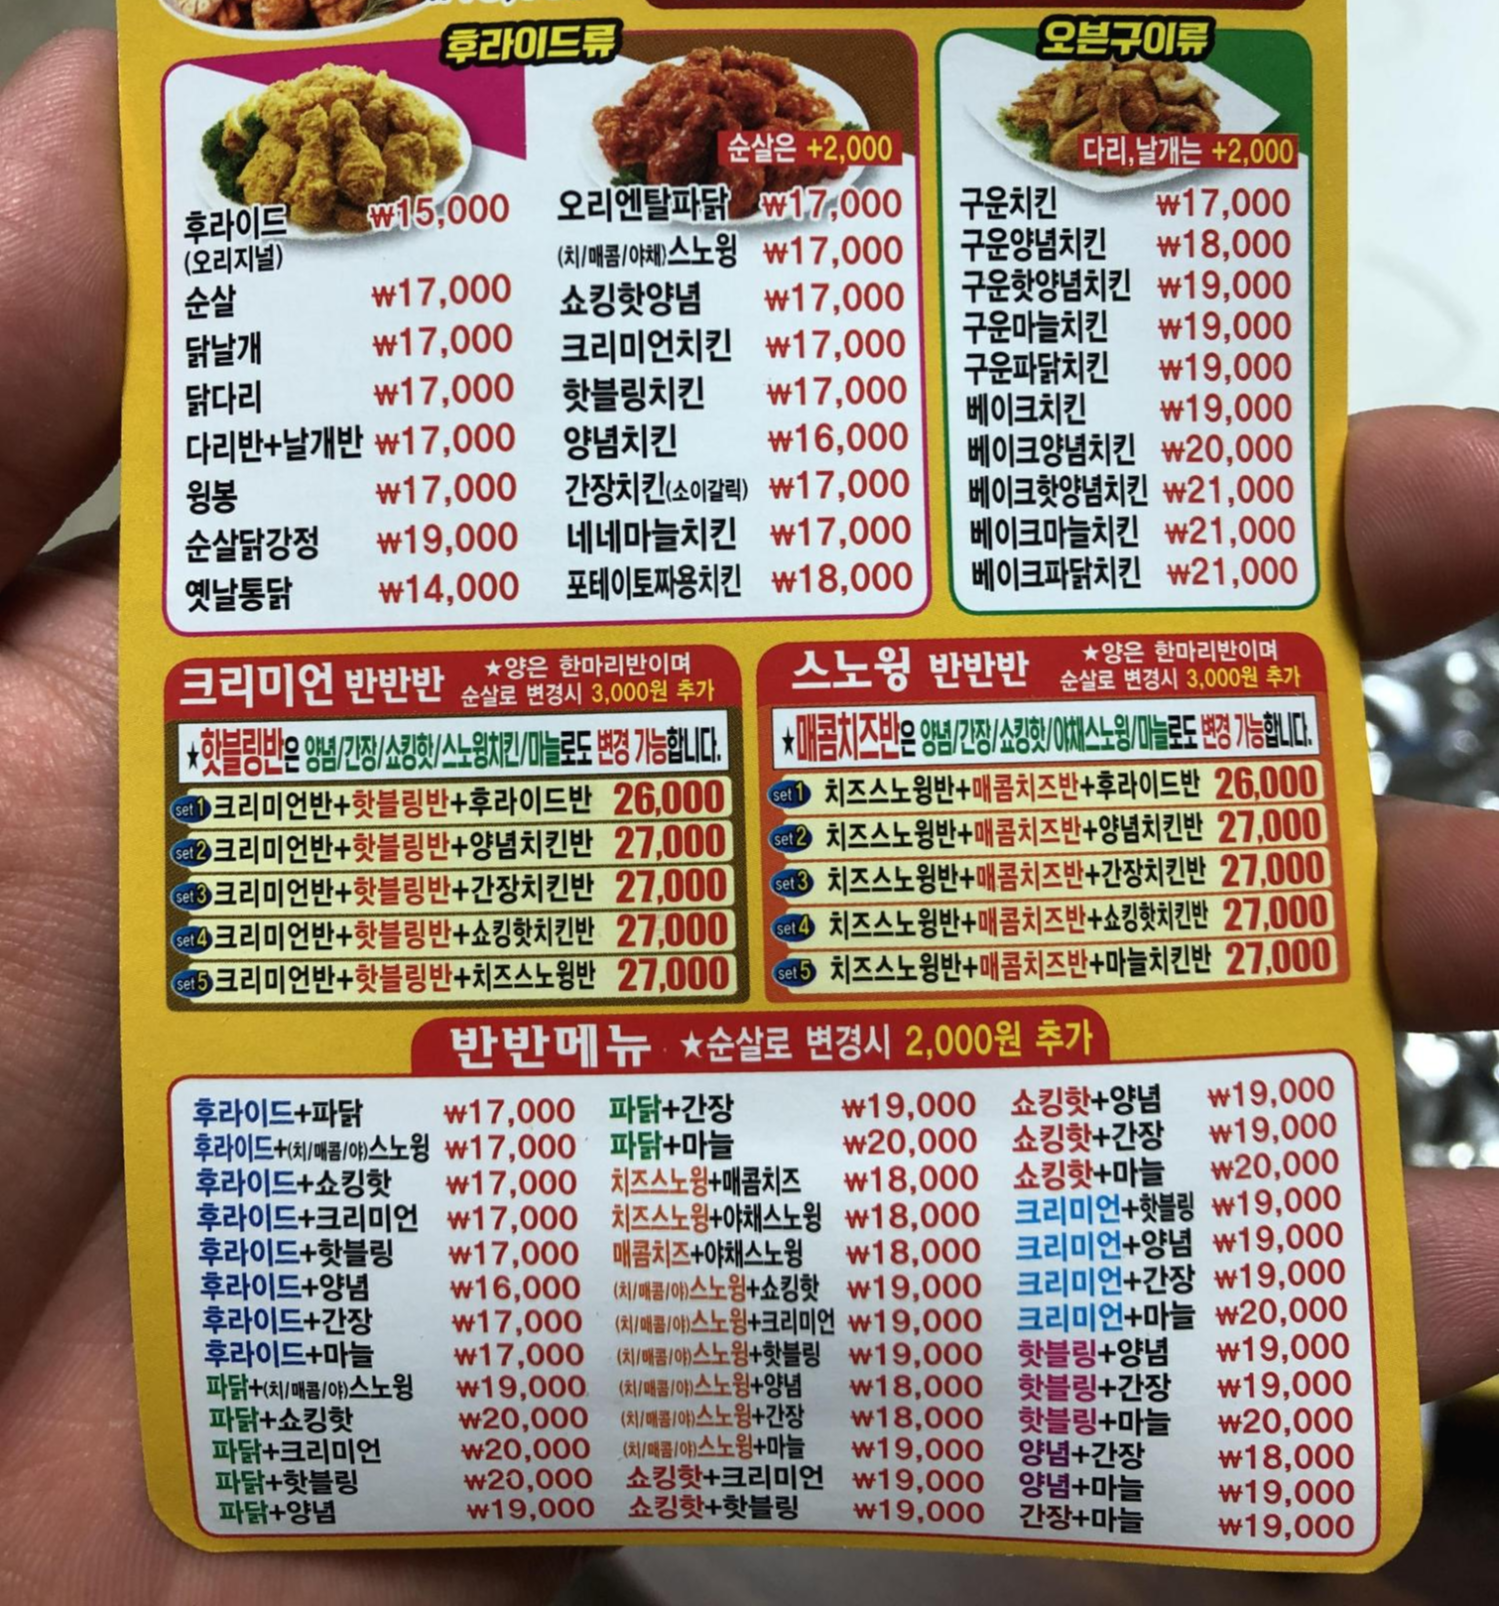 후라이드류
순살은 +2,000
후라이드 ₩15,000
(오리지널)
순살 ₩17,000
닭날개 ₩17,000
닭다리 ₩17,000
다리반+날개반 ₩17,000
윙봉 ₩17,000
순살닭강정 ₩19,000
옛날통닭 ₩14,000
오리엔탈파닭 ₩17,000
(치/매콤/야채)스노윙 ₩17,000
쇼킹핫양념 ₩17,000
크리미언치킨 ₩17,000
핫블링치킨 ₩17,000
양념치킨 ₩16,000
간장치킨(소이갈릭) ₩17,000
네네마늘치킨 ₩17,000
포테이토짜용치킨 ₩18,000
오븐구이류
다리,날개는 +2,000
구운치킨 ₩17,000
구운양념치킨 ₩18,000
구운핫양념치킨 ₩19,000
구운마늘치킨 ₩19,000
구운파닭치킨 ₩19,000
베이크치킨 ₩19,000
베이크양념치킨 ₩20,000
베이크핫양념치킨 ₩21,000
베이크마늘치킨 ₩21,000
베이크파닭치킨 ₩21,000
크리미언 반반반
★양은 한마리반이며
순살로 변경시 3,000원 추가
★핫블링반은 양념/간장/쇼킹핫/스노윙치킨/마늘로도 변경 가능합니다.
set1 크리미언반+핫블링반+후라이드반 26,000
set2 크리미언반+핫블링반+양념치킨반 27,000
set3 크리미언반+핫블링반+간장치킨반 27,000
set4 크리미언반+핫블링반+쇼킹핫치킨반 27,000
set5 크리미언반+핫블링반+치즈스노윙반 27,000
스노윙 반반반
★양은 한마리반이며
순살로 변경시 3,000원 추가
★매콤치즈반은 양념/간장/쇼킹핫/야채스노윙/마늘로도 변경 가능합니다.
set1 치즈스노윙반+매콤치즈반+후라이드반 26,000
set2 치즈스노윙반+매콤치즈반+양념치킨반 27,000
set3 치즈스노윙반+매콤치즈반+간장치킨반 27,000
set4 치즈스노윙반+매콤치즈반+쇼킹핫치킨반 27,000
set5 치즈스노윙반+매콤치즈반+마늘치킨반 27,000
반반메뉴 ★순살로 변경시 2,000원 추가
후라이드+파닭 ₩17,000
후라이드+(치/매콤/야)스노윙 ₩17,000
후라이드+쇼킹핫 ₩17,000
후라이드+크리미언 ₩17,000
후라이드+핫블링 ₩17,000
후라이드+양념 ₩16,000
후라이드+간장 ₩17,000
후라이드+마늘 ₩17,000
파닭+(치/매콤/야)스노윙 ₩19,000
파닭+쇼킹핫 ₩20,000
파닭+크리미언 ₩20,000
파닭+핫블링 ₩20,000
파닭+양념 ₩19,000
파닭+간장 ₩19,000
파닭+마늘 ₩20,000
치즈스노윙+매콤치즈 ₩18,000
치즈스노윙+야채스노윙 ₩18,000
매콤치즈+야채스노윙 ₩18,000
(치/매콤/야)스노윙+쇼킹핫 ₩19,000
(치/매콤/야)스노윙+크리미언 ₩19,000
(치/매콤/야)스노윙+핫블링 ₩19,000
(치/매콤/야)스노윙+양념 ₩18,000
(치/매콤/야)스노윙+간장 ₩18,000
(치/매콤/야)스노윙+마늘 ₩19,000
쇼킹핫+크리미언 ₩19,000
쇼킹핫+핫블링 ₩19,000
쇼킹핫+양념 ₩19,000
쇼킹핫+간장 ₩19,000
쇼킹핫+마늘 ₩20,000
크리미언+핫블링 ₩19,000
크리미언+양념 ₩19,000
크리미언+간장 ₩19,000
크리미언+마늘 ₩20,000
핫블링+양념 ₩19,000
핫블링+간장 ₩19,000
핫블링+마늘 ₩20,000
양념+간장 ₩18,000
양념+마늘 ₩19,000
간장+마늘 ₩19,000